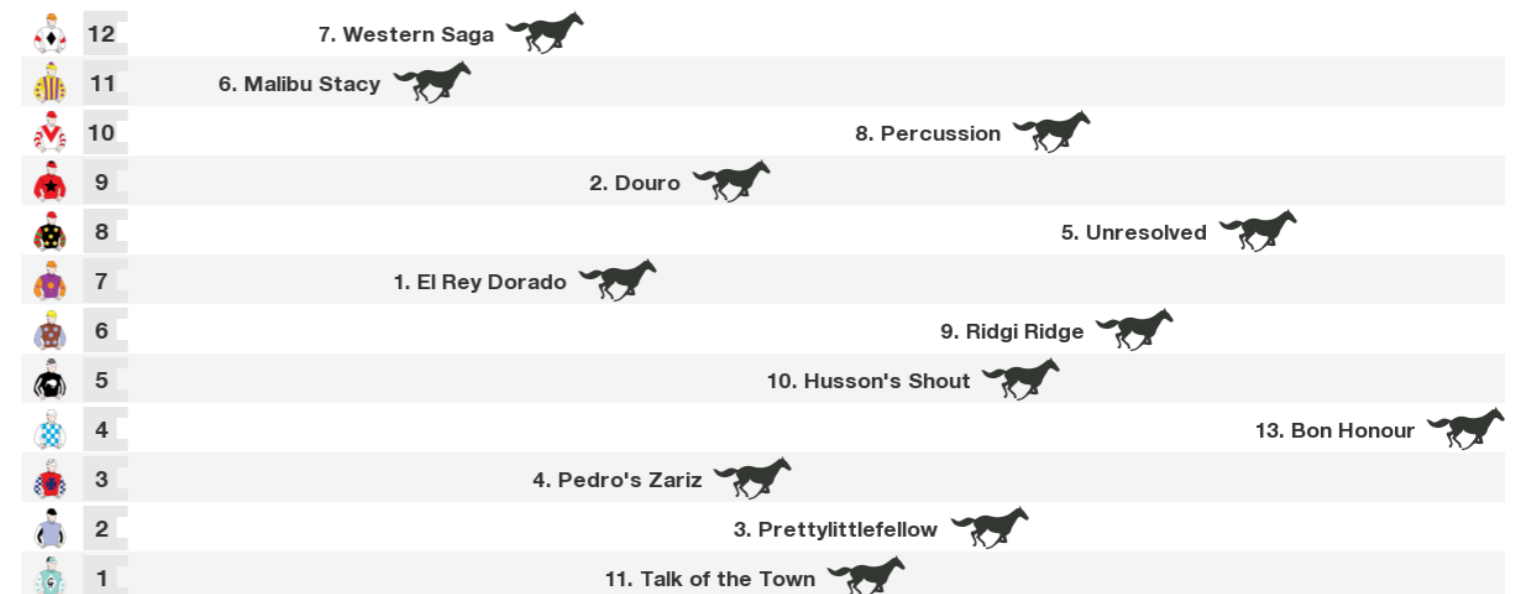 12 7. Western Saga
11 6. Malibu Stacy
10 8. Percussion
9 2. Douro
8 5. Unresolved
7 1. El Rey Dorado
6 9. Ridgi Ridge
5 10. Husson's Shout
4 13. Bon Honour
3 4. Pedro's Zariz
2 3. Prettylittlefellow
1 11. Talk of the Town